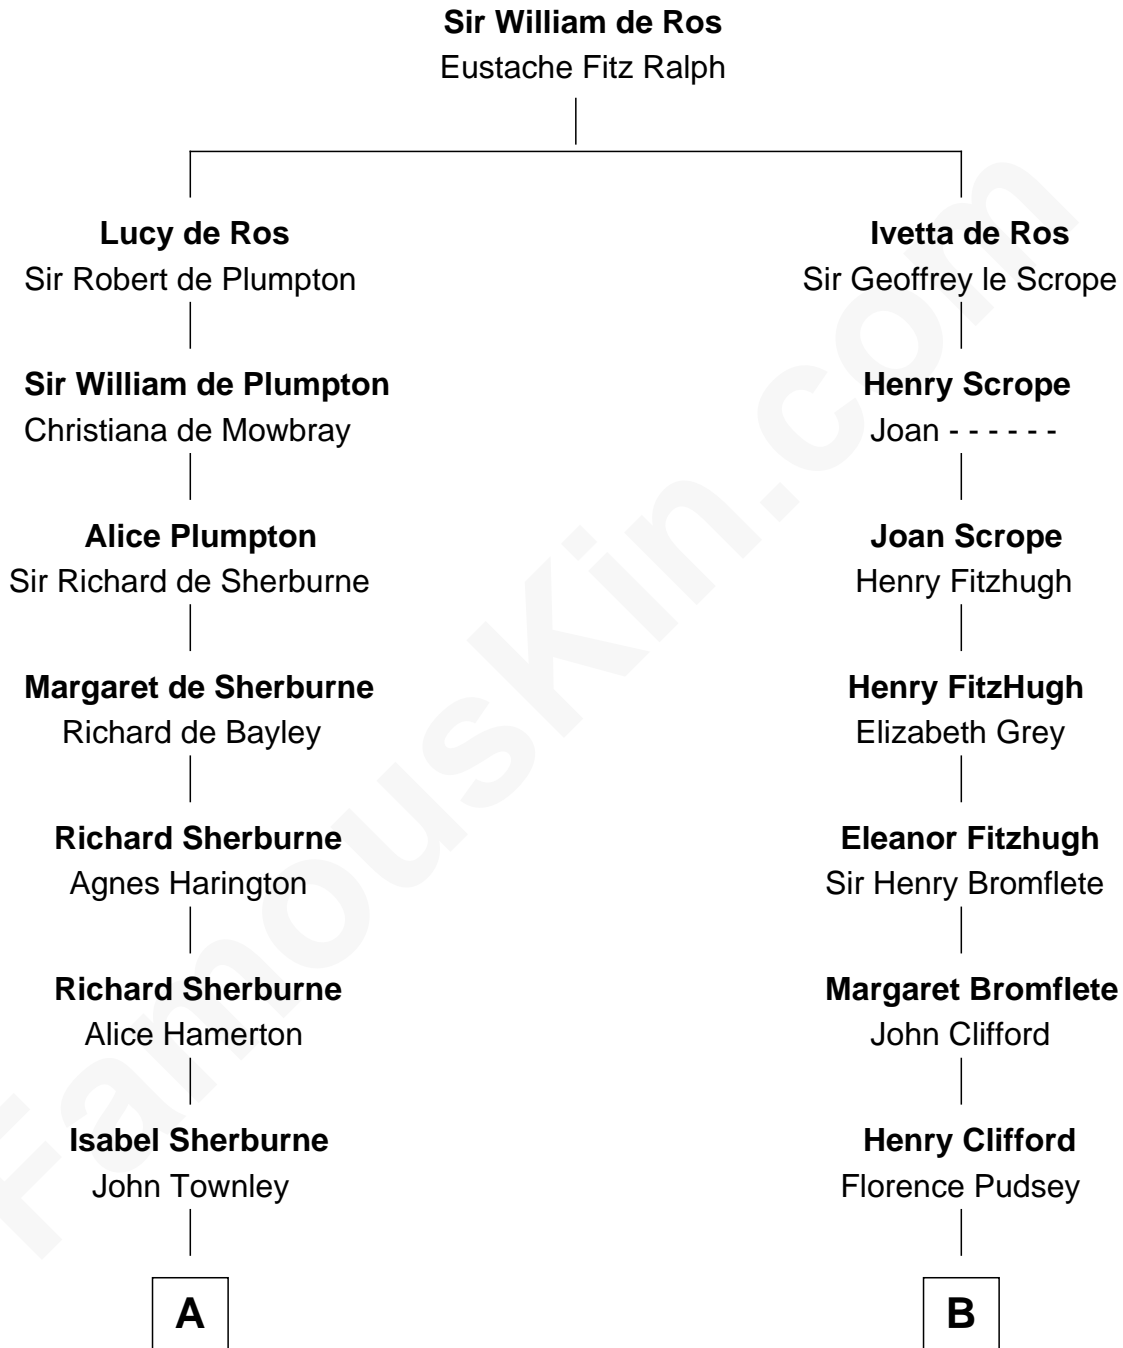 Sir William de Ros
Eustache Fitz Ralph
Lucy de Ros
Sir Robert de Plumpton
Ivetta de Ros
Sir Geoffrey le Scrope
Sir William de Plumpton
Christiana de Mowbray
Henry Scrope
Joan - - - - - -
Alice Plumpton
Sir Richard de Sherburne
Joan Scrope
Henry Fitzhugh
Margaret de Sherburne
Richard de Bayley
Henry FitzHugh
Elizabeth Grey
Richard Sherburne
Agnes Harington
Eleanor Fitzhugh
Sir Henry Bromflete
Richard Sherburne
Alice Hamerton
Margaret Bromflete
John Clifford
Isabel Sherburne
John Townley
Henry Clifford
Florence Pudsey
A
B
FamousKin.com